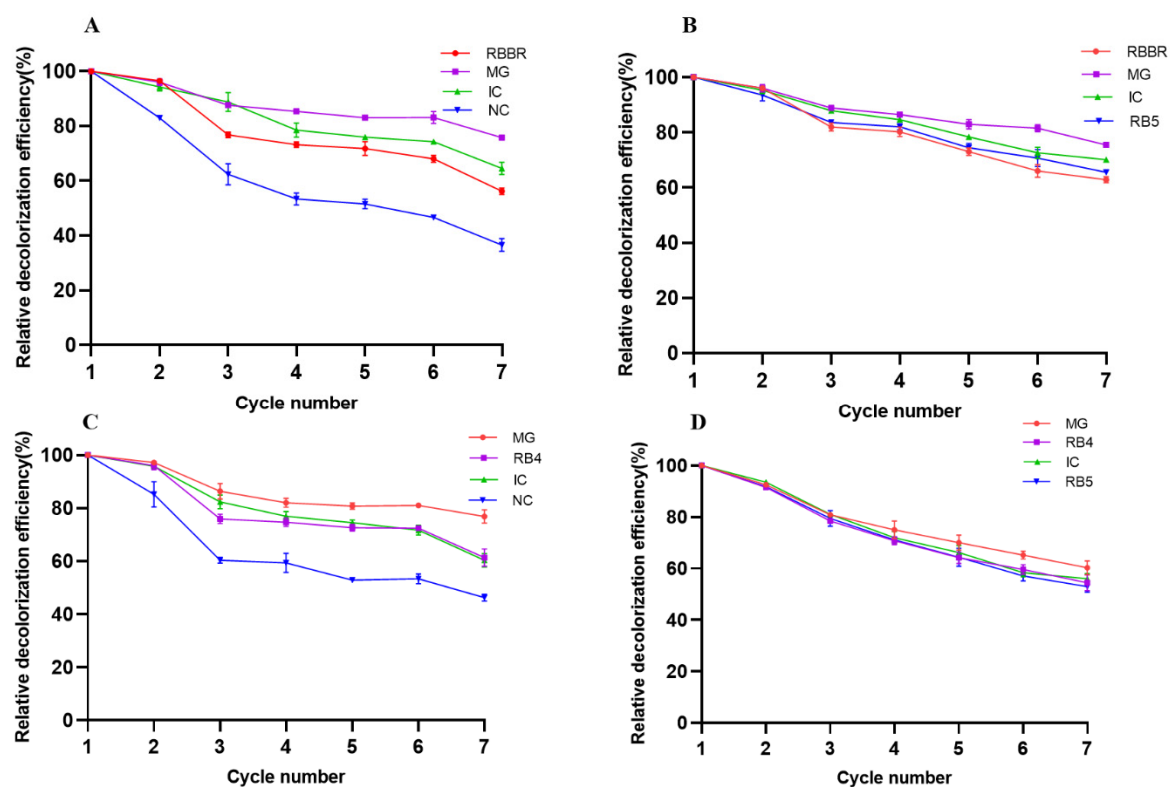 A
RBBR
MG
IC
NC
Relative decolorization efficiency(%)
100
80
60
40
20
0
1 2 3 4 5 6 7
Cycle number
B
RBBR
MG
IC
RB5
Relative decolorization efficiency(%)
100
80
60
40
20
0
1 2 3 4 5 6 7
Cycle number
C
MG
RB4
IC
NC
Relative decolorization efficiency(%)
100
80
60
40
20
0
1 2 3 4 5 6 7
Cycle number
D
MG
RB4
IC
RB5
Relative decolorization efficiency(%)
100
80
60
40
20
0
1 2 3 4 5 6 7
Cycle number